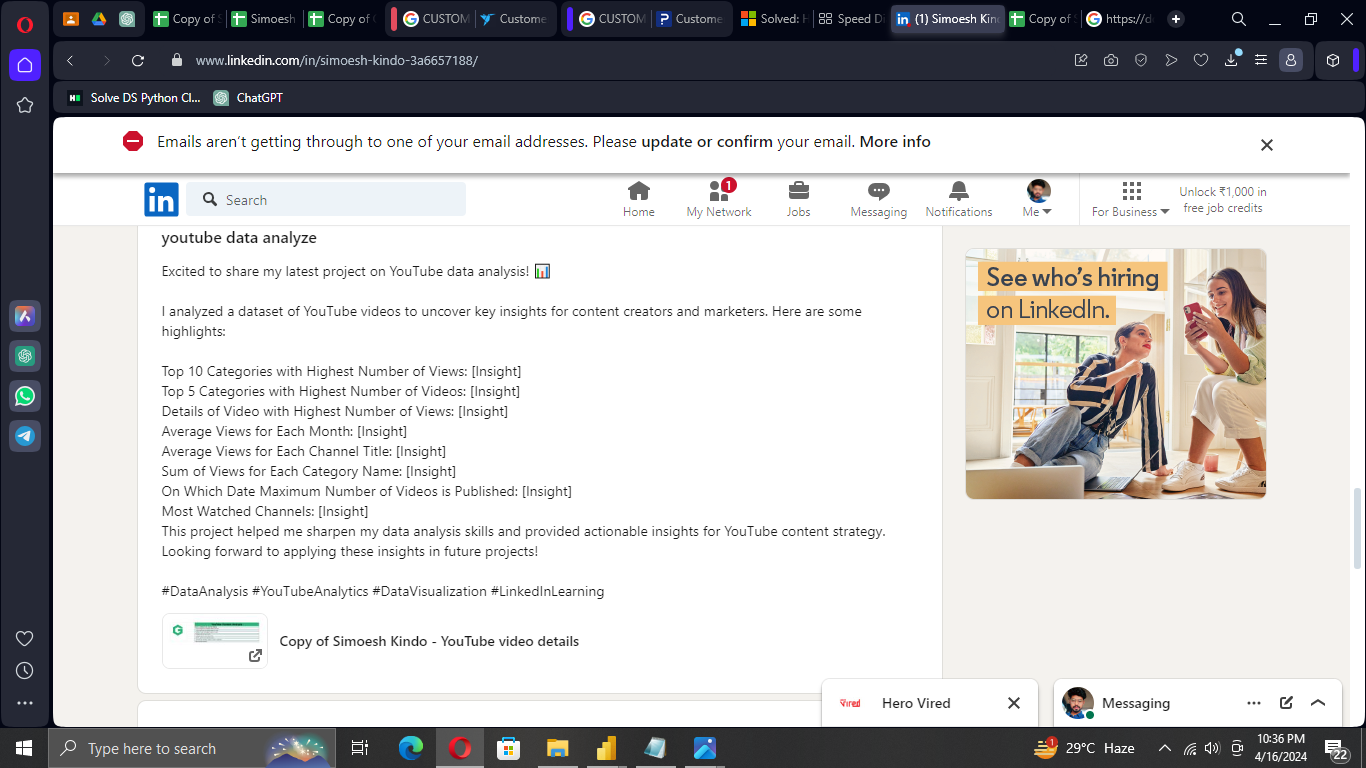 Copy of S
Simoesh
Copy of
CUSTOM
Custome
CUSTOM
Custome
Solved: H
Speed Di
(1) Simoesh Kin
Copy of S
https://d
www.linkedin.com/in/simoesh-kindo-3a6657188/
Solve DS Python Cl...
ChatGPT
Emails aren't getting through to one of your email addresses. Please update or confirm your email. More info
in
Search
1
Home
My Network
Jobs
Messaging
Notifications
Me
For Business
Unlock ₹1,000 in
free job credits
youtube data analyze
Excited to share my latest project on YouTube data analysis! 📊
I analyzed a dataset of YouTube videos to uncover key insights for content creators and marketers. Here are some
highlights:
Top 10 Categories with Highest Number of Views: [Insight]
Top 5 Categories with Highest Number of Videos: [Insight]
Details of Video with Highest Number of Views: [Insight]
Average Views for Each Month: [Insight]
Average Views for Each Channel Title: [Insight]
Sum of Views for Each Category Name: [Insight]
On Which Date Maximum Number of Videos is Published: [Insight]
Most Watched Channels: [Insight]
This project helped me sharpen my data analysis skills and provided actionable insights for YouTube content strategy.
Looking forward to applying these insights in future projects!
#DataAnalysis #YouTubeAnalytics #DataVisualization #LinkedInLearning
Copy of Simoesh Kindo - YouTube video details
See who's hiring
on LinkedIn.
Vired
Hero Vired
Messaging
Type here to search
1
29°C Haze
10:36 PM
4/16/2024
22